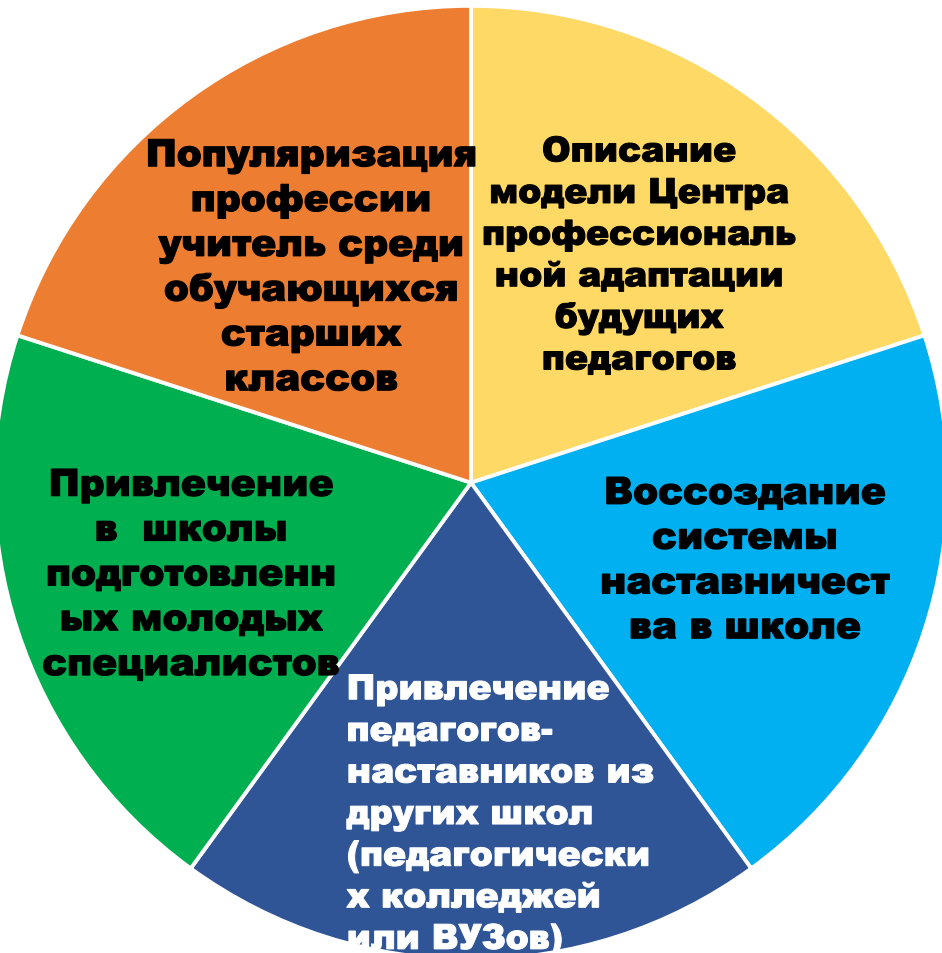 Популяризация
профессии
учитель среди
обучающихся
старших
классов
Описание
модели Центра
профессиональ
ной адаптации
будущих
педагогов
Воссоздание
системы
наставничест
ва в школе
Привлечение
педагогов-
наставников из
других школ
(педагогически
х колледжей
или ВУЗов)
Привлечение
в  школы
подготовленн
ых молодых
специалистов